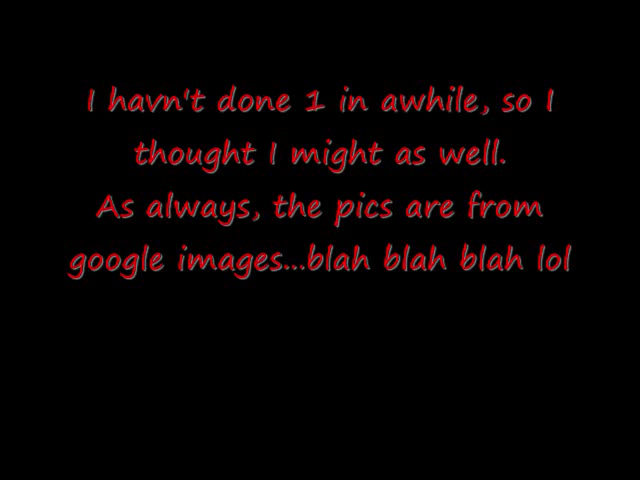 I havn't done 1 in awhile, so I
thought I might as well.
As always, the pics are from
google images...blah blah blah lol